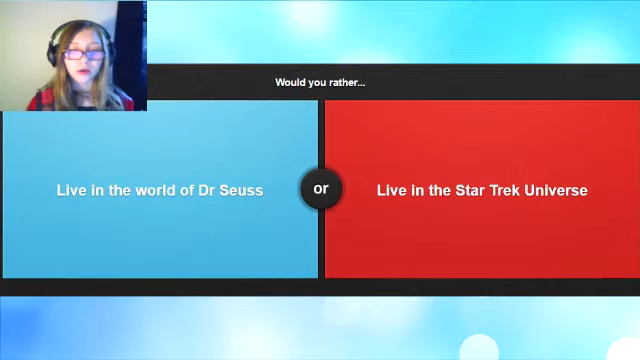 Would you rather...
Live in the world of Dr Seuss
or
Live in the Star Trek Universe